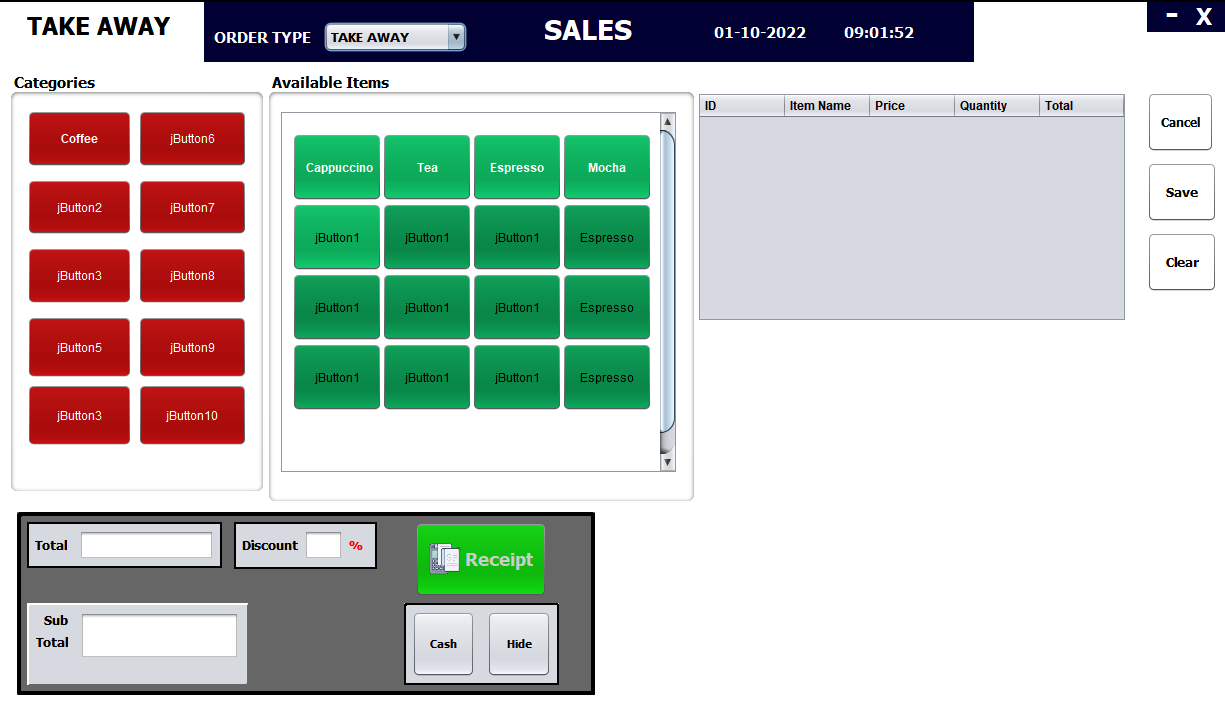 TAKE AWAY
ORDER TYPE TAKE AWAY SALES 01-10-2022 09:01:52 - X
Categories
Coffee jButton6
jButton2 jButton7
jButton3 jButton8
jButton5 jButton9
jButton3 jButton10
Available Items
Cappuccino Tea Espresso Mocha
jButton1 jButton1 jButton1 Espresso
jButton1 jButton1 jButton1 Espresso
jButton1 jButton1 jButton1 Espresso
ID Item Name Price Quantity Total
Cancel
Save
Clear
Total Discount %
Receipt
Sub
Total
Cash Hide